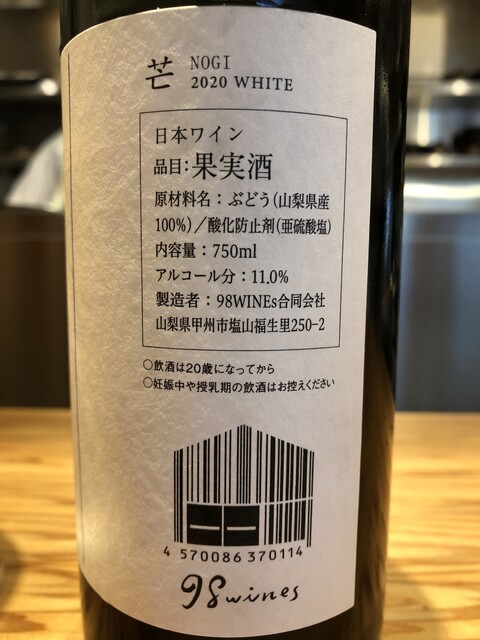 芒 NOGI
2020 WHITE
日本ワイン
品目：果実酒
原材料名：ぶどう（山梨県産
100%）／酸化防止剤（亜硫酸塩）
内容量：750ml
アルコール分：11.0%
製造者：98WINEs合同会社
山梨県甲州市塩山福生里250-2
○飲酒は20歳になってから
○妊娠中や授乳期の飲酒はお控えください
4 570086 370114
98wines